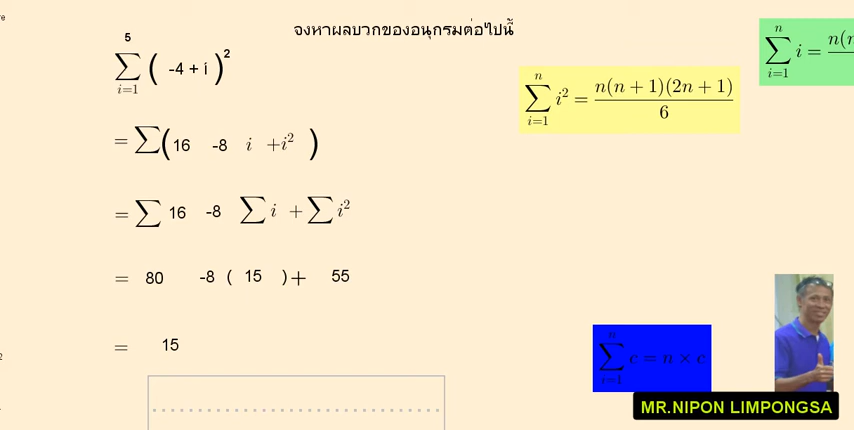 จงหาผลบวกของอนุกรมต่อไปนี้
5
∑ ( -4 + i )²
i=1
= ∑( 16 -8 i +i² )
= ∑ 16 -8 ∑ i + ∑ i²
= 80 -8 ( 15 ) + 55
= 15
n
∑ i² = n(n + 1)(2n + 1)
i=1 6
n
∑ i =
i=1
n
∑ c = n × c
i=1
MR.NIPON LIMPONGSA